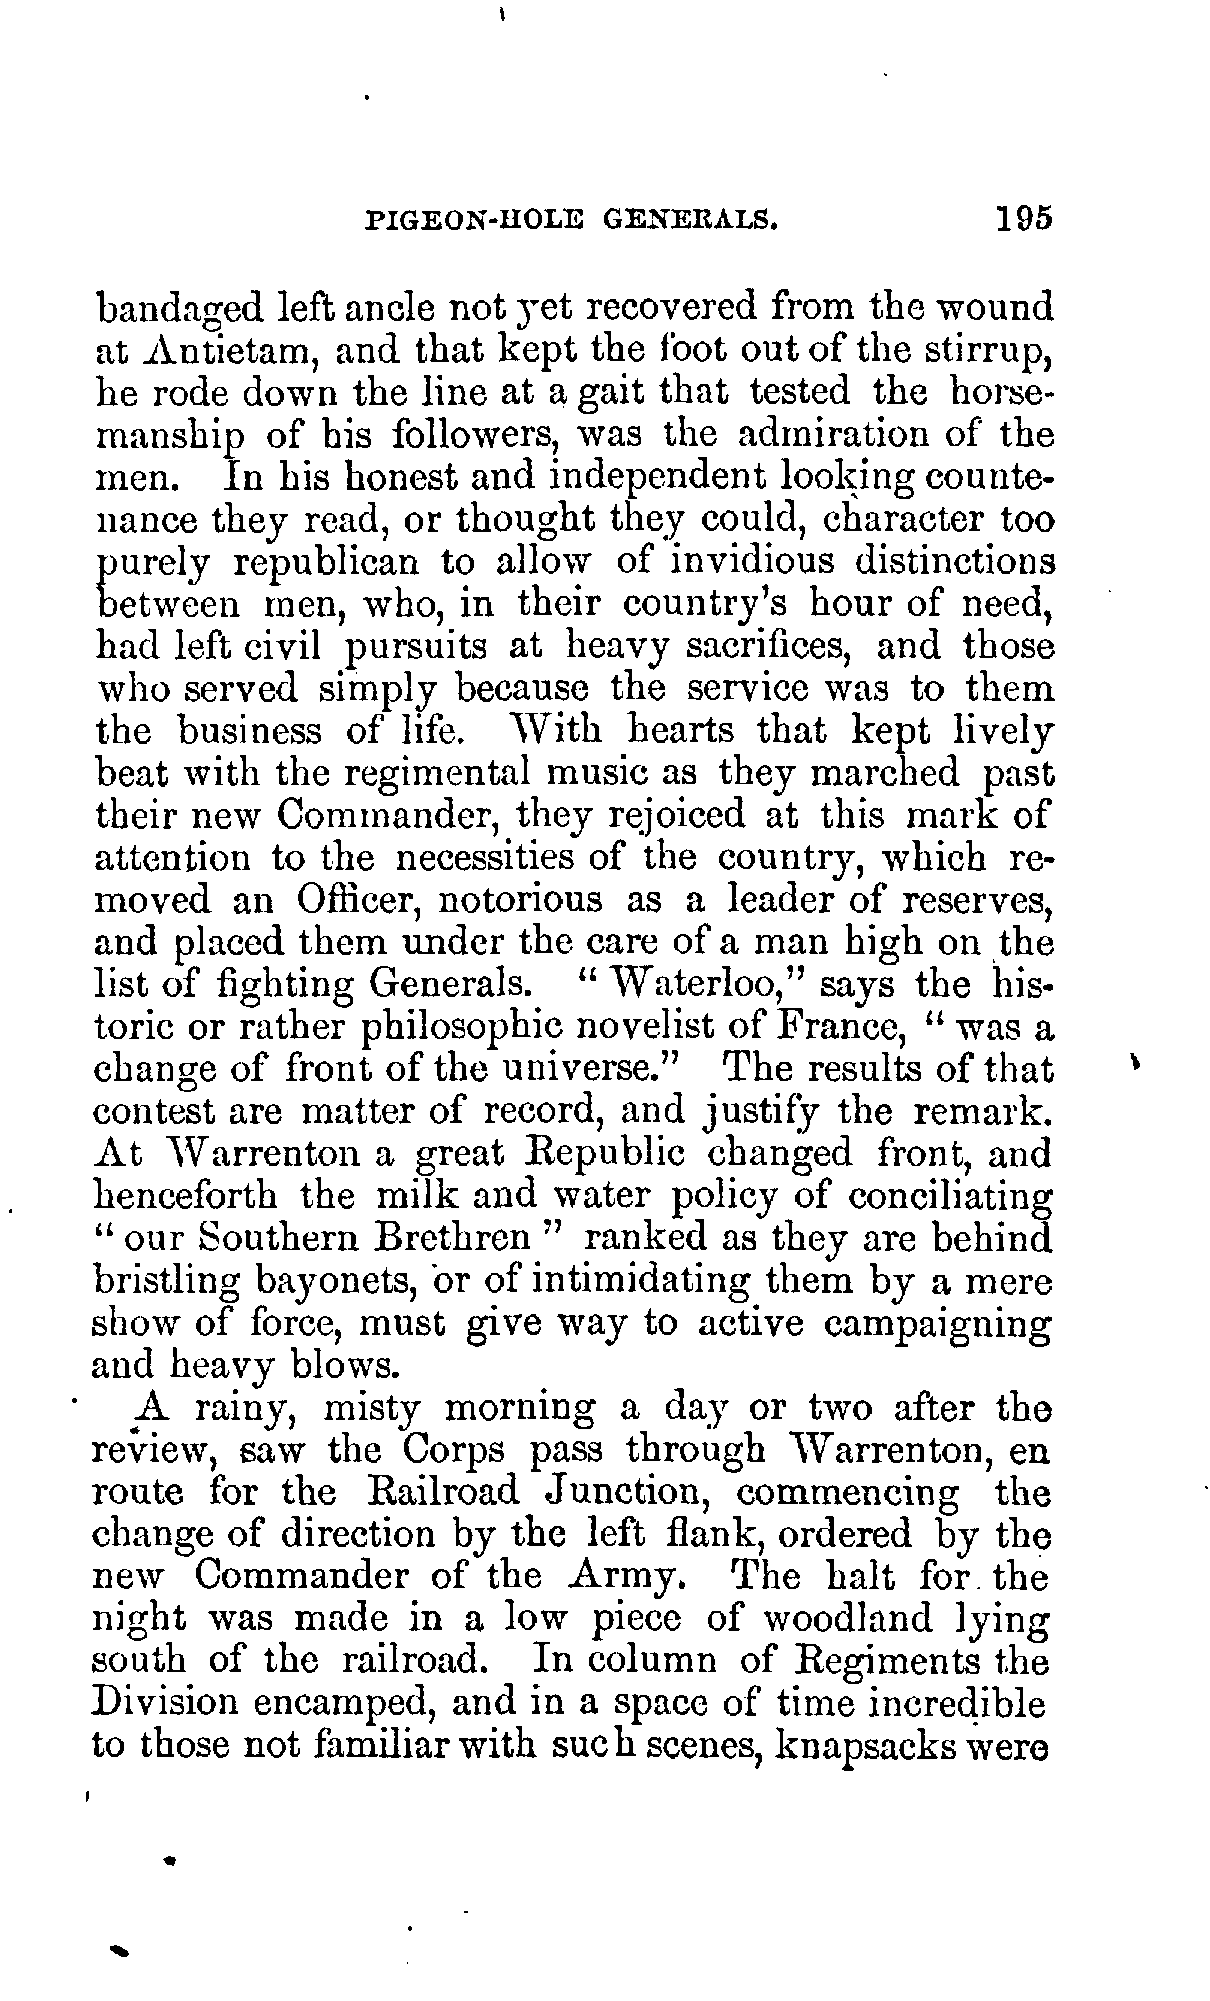 PIGEON-HOLE GENERALS. 195
bandaged left ancle not yet recovered from the wound
at Antietam, and that kept the foot out of the stirrup,
he rode down the line at a gait that tested the horse-
manship of his followers, was the admiration of the
men. In his honest and independent looking counte-
nance they read, or thought they could, character too
purely republican to allow of invidious distinctions
between men, who, in their country's hour of need,
had left civil pursuits at heavy sacrifices, and those
who served simply because the service was to them
the business of life. With hearts that kept lively
beat with the regimental music as they marched past
their new Commander, they rejoiced at this mark of
attention to the necessities of the country, which re-
moved an Officer, notorious as a leader of reserves,
and placed them under the care of a man high on the
list of fighting Generals. "Waterloo," says the his-
toric or rather philosophic novelist of France, "was a
change of front of the universe." The results of that
contest are matter of record, and justify the remark.
At Warrenton a great Republic changed front, and
henceforth the milk and water policy of conciliating
"our Southern Brethren" ranked as they are behind
bristling bayonets, or of intimidating them by a mere
show of force, must give way to active campaigning
and heavy blows.
A rainy, misty morning a day or two after the
review, saw the Corps pass through Warrenton, en
route for the Railroad Junction, commencing the
change of direction by the left flank, ordered by the
new Commander of the Army. The halt for the
night was made in a low piece of woodland lying
south of the railroad. In column of Regiments the
Division encamped, and in a space of time incredible
to those not familiar with such scenes, knapsacks were